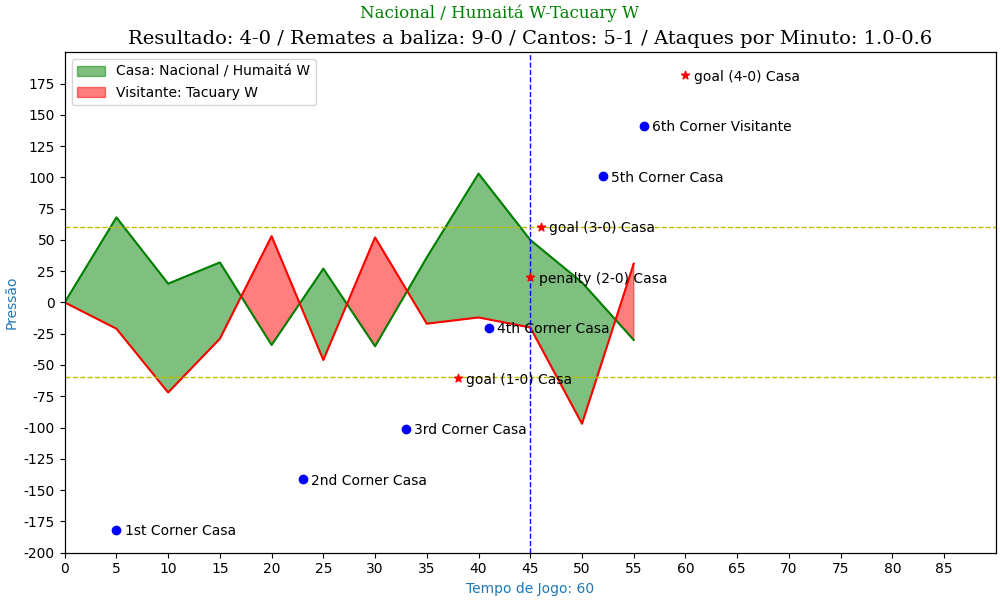 Nacional / Humaitá W-Tacuary W
Resultado: 4-0 / Remates a baliza: 9-0 / Cantos: 5-1 / Ataques por Minuto: 1.0-0.6
Casa: Nacional / Humaitá W
Visitante: Tacuary W
goal (4-0) Casa
6th Corner Visitante
5th Corner Casa
goal (3-0) Casa
penalty (2-0) Casa
4th Corner Casa
goal (1-0) Casa
3rd Corner Casa
2nd Corner Casa
1st Corner Casa
Pressão
175
150
125
100
75
50
25
0
-25
-50
-75
-100
-125
-150
-175
-200
0 5 10 15 20 25 30 35 40 45 50 55 60 65 70 75 80 85
Tempo de Jogo: 60